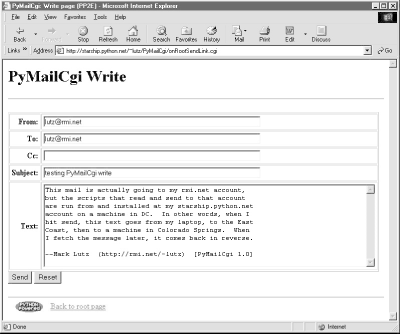 PyMailCgi Write page (PP2E) - Microsoft Internet Explorer
File Edit View Favorites Tools Help
Back Stop Refresh Home Search Favorites History Mail Print Edit Discuss
Links » Address http://starship.python.net/~lutz/PyMailCgi/onRootSendLink.cgi Go
PyMailCgi Write
From: lutz@rmi.net
To: lutz@rmi.net
Cc:
Subject: testing PyMailCgi write
Text:
This mail is actually going to my rmi.net account,
but the scripts that read and send to that account
are run from and installed at my starship.python.net
account on a machine in DC. In other words, when I
hit send, this text goes from my laptop, to the East
Coast, then to a machine in Colorado Springs. When
I fetch the message later, it comes back in reverse.
--Mark Lutz (http://rmi.net/~lutz) [PyMailCgi 1.0]
Send Reset
Back to root page
Done Internet